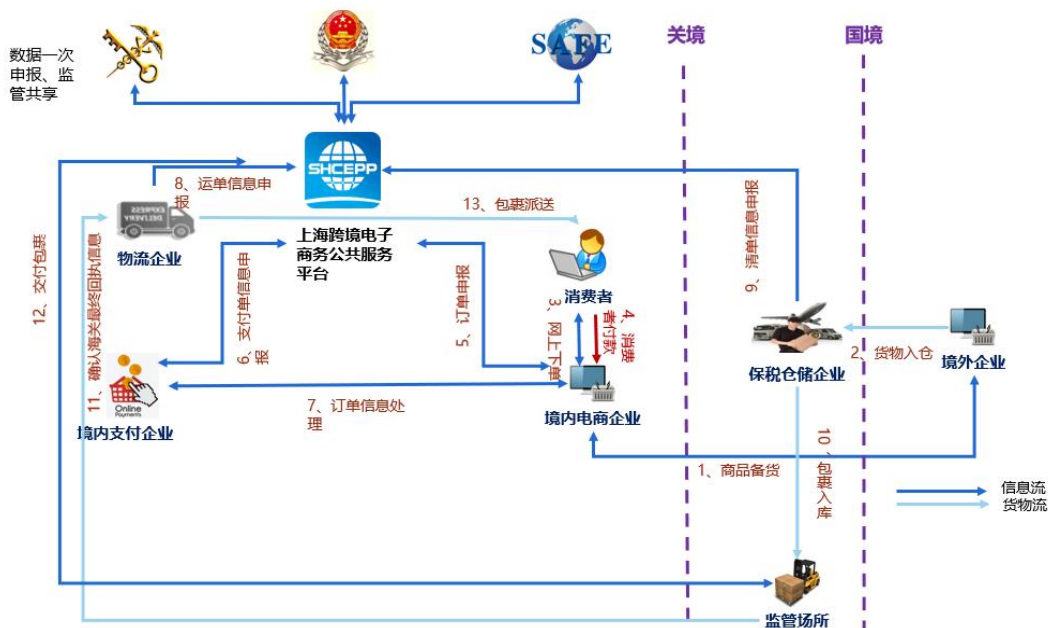 数据一次
申报、监
管共享
SAFE
关境
国境
SHCEPP
8、运单信息申
报
13、包裹派送
EXPRESS
DELIVERY
物流企业
上海跨境电子
商务公共服务
平台
消费者
12、交付包裹
11、确认海关最终回执信息
6、支付单信息申
报
5、订单申报
3、网上下单
4、消费
者付款
9、清单信息申报
2、货物入仓
保税仓储企业
境外企业
Online
Payments
境内支付企业
7、订单信息处
理
境内电商企业
1、商品备货
10、包裹入库
信息流
货物流
监管场所